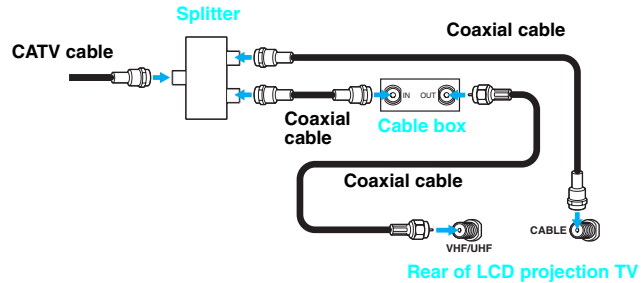 Splitter
Coaxial cable
CATV cable
IN OUT
Coaxial
cable
Cable box
Coaxial cable
CABLE
VHF/UHF
Rear of LCD projection TV